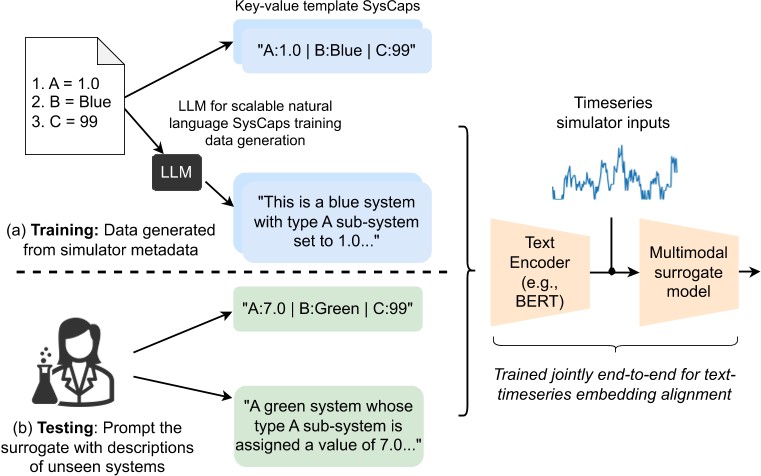 Key-value template SysCaps
"A:1.0 | B:Blue | C:99"
1. A = 1.0
2. B = Blue
3. C = 99
LLM for scalable natural
language SysCaps training
data generation
LLM
"This is a blue system
with type A sub-system
set to 1.0..."
(a) Training: Data generated
from simulator metadata
"A:7.0 | B:Green | C:99"
"A green system whose
type A sub-system is
assigned a value of 7.0..."
(b) Testing: Prompt the
surrogate with descriptions
of unseen systems
Timeseries
simulator inputs
Text
Encoder
(e.g.,
BERT)
Multimodal
surrogate
model
Trained jointly end-to-end for text-
timeseries embedding alignment